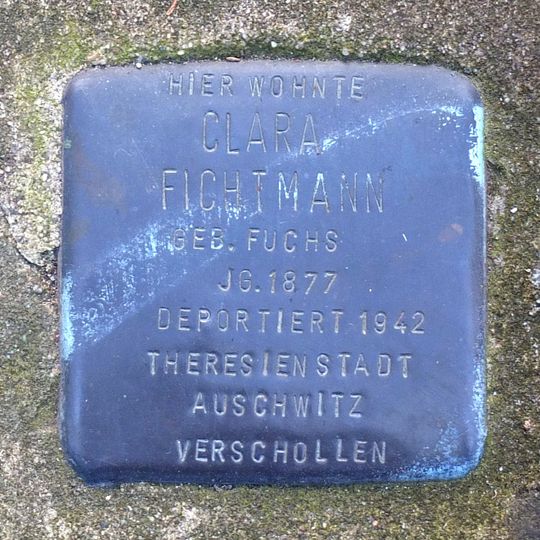 HIER WOHNTE
CLARA
FICHTMANN
GEB. FUCHS
JG. 1877
DEPORTIERT 1942
THERESIENSTADT
AUSCHWITZ
VERSCHOLLEN